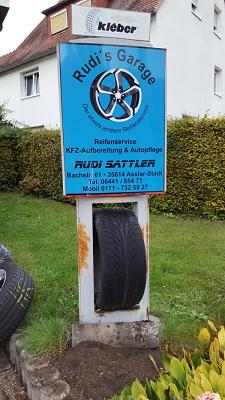 kleber
Rudi´s Garage
Die etwas andere Reifenservice
Reifenservice
KFZ-Aufbereitung & Autopflege
RUDI SATTLER
Bachstr. 61 • 35614 Asslar-Stadt
Tel. 06441 / 854 71
Mobil 0171 - 732 59 27